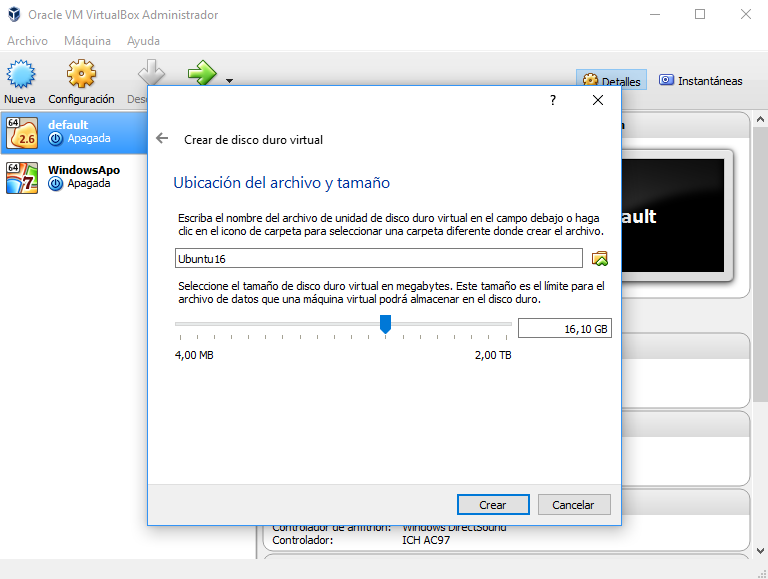 Oracle VM VirtualBox Administrador
Archivo Máquina Ayuda
Nueva Configuración Detalles Instantáneas
64 2.6 default
Apagada
64 7 WindowsApo
Apagada
?
Crear de disco duro virtual
Ubicación del archivo y tamaño
Escriba el nombre del archivo de unidad de disco duro virtual en el campo debajo o haga
clic en el icono de carpeta para seleccionar una carpeta diferente donde crear el archivo.
Ubuntu16
Seleccione el tamaño de disco duro virtual en megabytes. Este tamaño es el límite para el
archivo de datos que una máquina virtual podrá almacenar en el disco duro.
16,10 GB
4,00 MB 2,00 TB
Crear Cancelar
ault
Controlador de anfitrión: Windows DirectSound
Controlador: ICH AC97